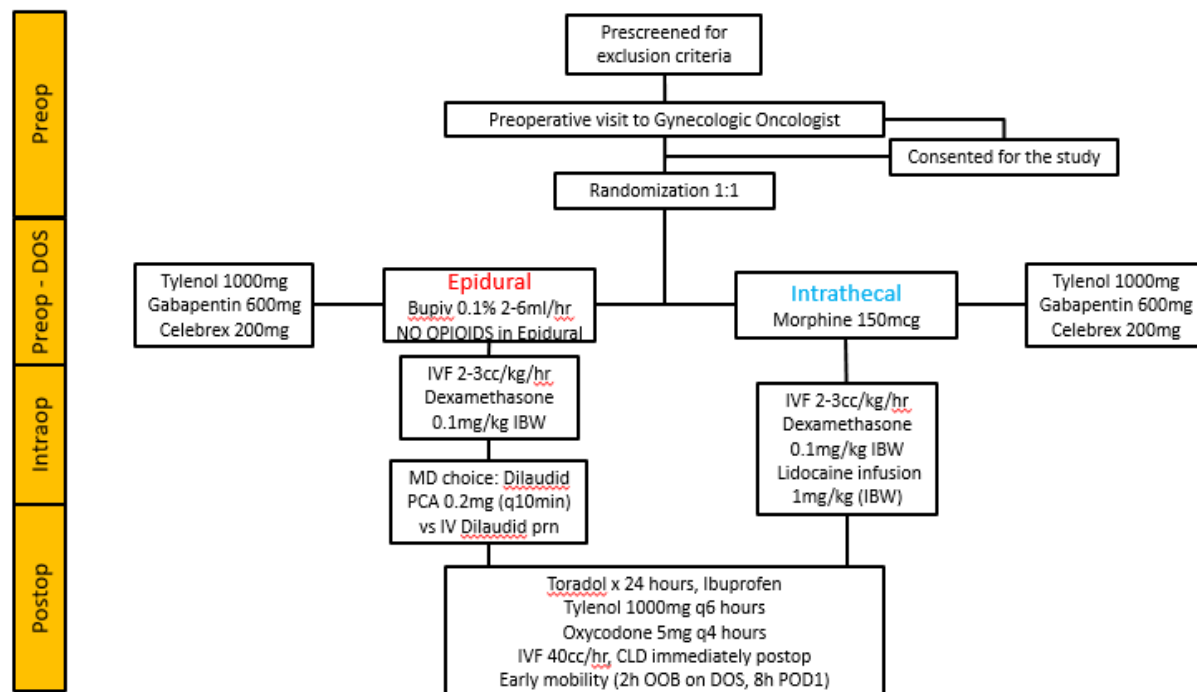 Preop
Prescreened for
exclusion criteria
Preoperative visit to Gynecologic Oncologist
Consented for the study
Randomization 1:1
Preop - DOS
Tylenol 1000mg
Gabapentin 600mg
Celebrex 200mg
Epidural
Bupiv 0.1% 2-6ml/hr
NO OPIOIDS in Epidural
Intrathecal
Morphine 150mcg
Tylenol 1000mg
Gabapentin 600mg
Celebrex 200mg
Intraop
IVF 2-3cc/kg/hr
Dexamethasone
0.1mg/kg IBW
IVF 2-3cc/kg/hr
Dexamethasone
0.1mg/kg IBW
Lidocaine infusion
1mg/kg (IBW)
MD choice: Dilaudid
PCA 0.2mg (q10min)
vs IV Dilaudid prn
Postop
Toradol x 24 hours, Ibuprofen
Tylenol 1000mg q6 hours
Oxycodone 5mg q4 hours
IVF 40cc/hr, CLD immediately postop
Early mobility (2h OOB on DOS, 8h POD1)